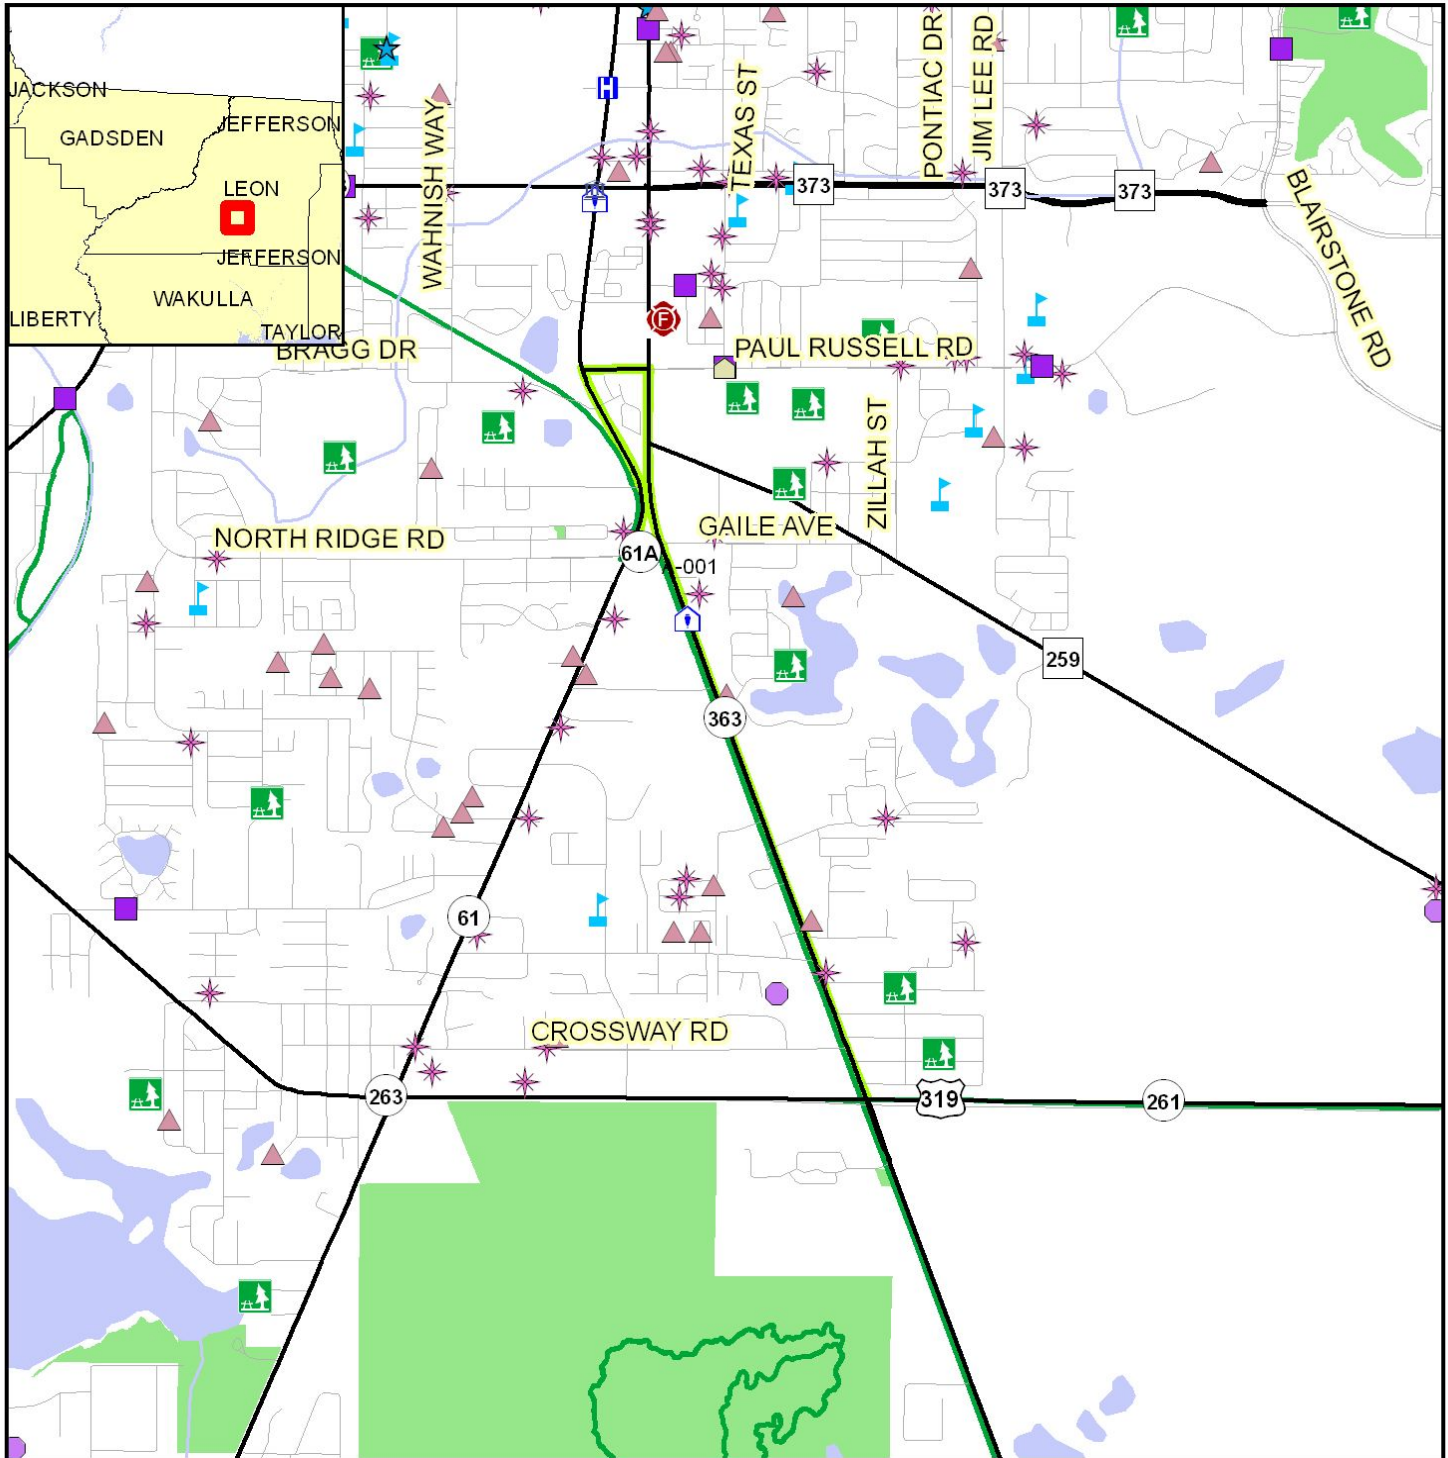 JACKSON
GADSDEN
JEFFERSON
LEON
JEFFERSON
WAKULLA
LIBERTY
TAYLOR
WAHNISH WAY
H
TEXAS ST
PONTIAC DR
JIM LEE RD
373
373
373
BLAIRSTONE RD
F
BRAGG DR
PAUL RUSSELL RD
ZILLAH ST
NORTH RIDGE RD
GAILE AVE
61A
-001
259
363
61
CROSSWAY RD
263
319
261